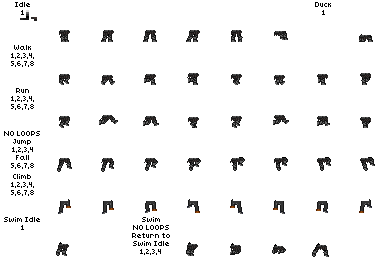 Idle
1
Duck
1
Walk
1,2,3,4,
5,6,7,8
Run
1,2,3,4,
5,6,7,8
NO LOOPS
Jump
1,2,3,4
Fall
5,6,7,8
Climb
1,2,3,4,
5,6,7,8
Swim Idle
1
Swim
NO LOOPS
Return to
Swim Idle
1,2,3,4